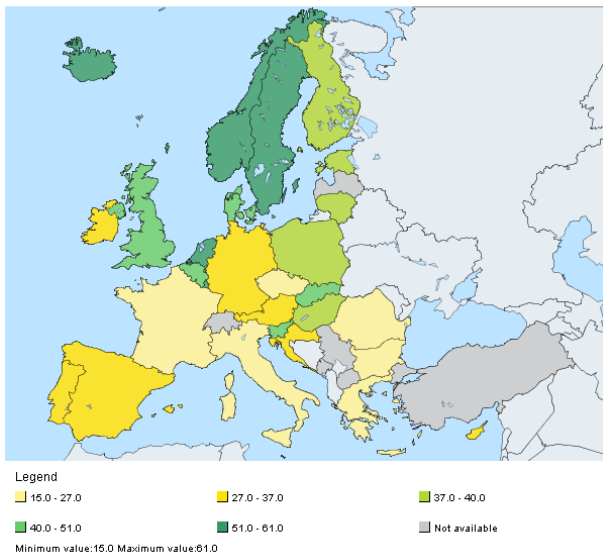 Legend
15.0 - 27.0 27.0 - 37.0 37.0 - 40.0
40.0 - 51.0 51.0 - 61.0 Not available
Minimum value:15.0 Maximum value:61.0